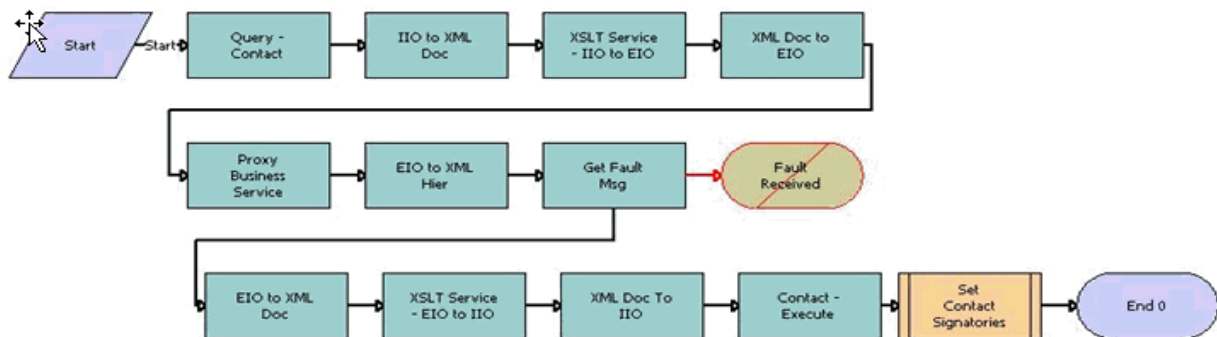 Start
Start
Query -
Contact
IIO to XML
Doc
XSLT Service
- IIO to EIO
XML Doc to
EIO
Proxy
Business
Service
EIO to XML
Hier
Get Fault
Msg
Fault
Received
EIO to XML
Doc
XSLT Service
- EIO to IIO
XML Doc To
IIO
Contact -
Execute
Set
Contact
Signatories
End 0